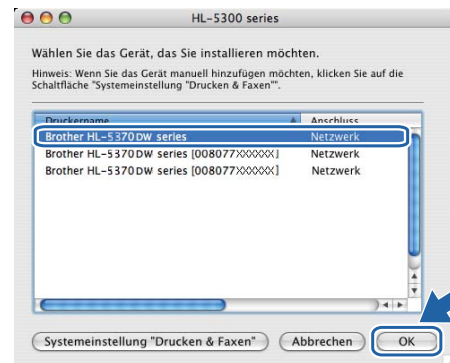 HL-5300 series
Wählen Sie das Gerät, das Sie installieren möchten.
Hinweis: Wenn Sie das Gerät manuell hinzufügen möchten, klicken Sie auf die
Schaltfläche "Systemeinstellung "Drucken & Faxen"".
Druckername Anschluss
Brother HL-5370DW series Netzwerk
Brother HL-5370DW series [008077XXXXXX] Netzwerk
Brother HL-5370DW series [008077XXXXXX] Netzwerk
Systemeinstellung "Drucken & Faxen" Abbrechen OK